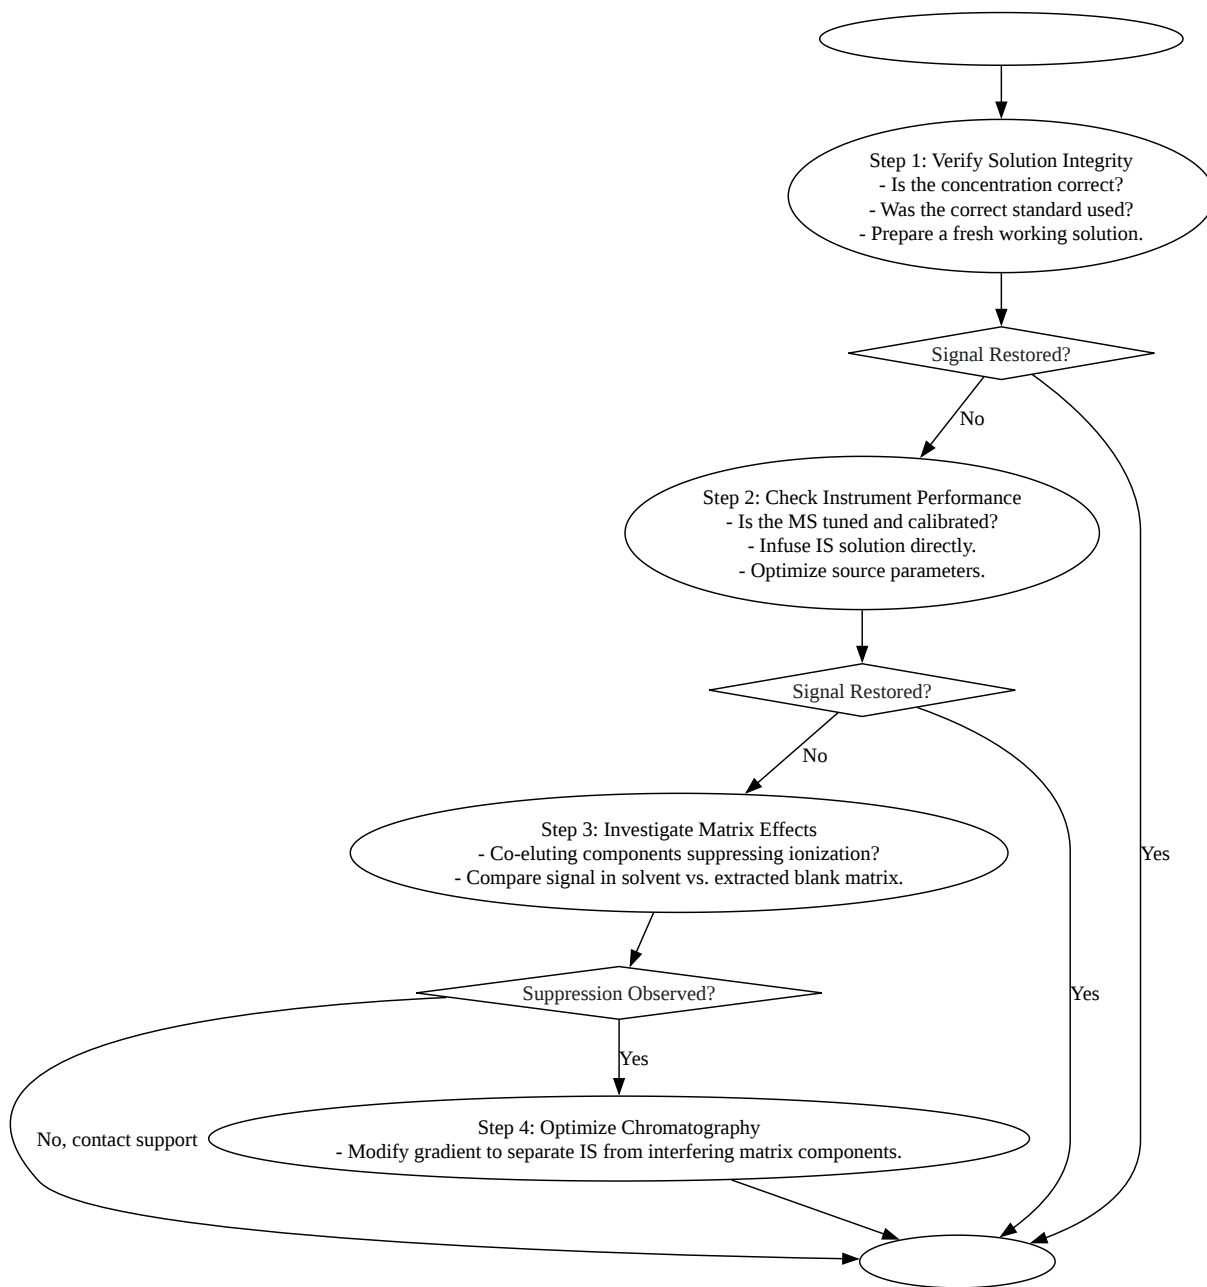 Step 1: Verify Solution Integrity
- Is the concentration correct?
- Was the correct standard used?
- Prepare a fresh working solution.
Signal Restored?
No
Step 2: Check Instrument Performance
- Is the MS tuned and calibrated?
- Infuse IS solution directly.
- Optimize source parameters.
Signal Restored?
No
Step 3: Investigate Matrix Effects
- Co-eluting components suppressing ionization?
- Compare signal in solvent vs. extracted blank matrix.
Yes
Suppression Observed?
Yes
Yes
No, contact support
Step 4: Optimize Chromatography
- Modify gradient to separate IS from interfering matrix components.